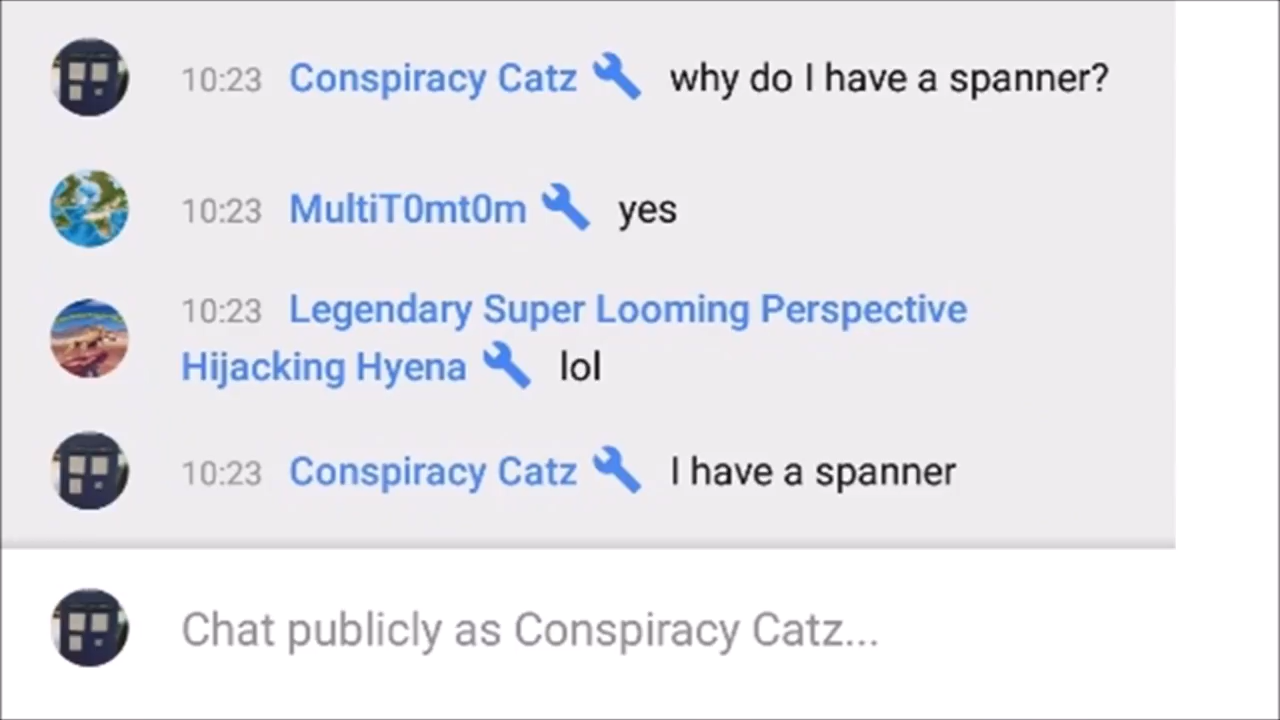 10:23 Conspiracy Catz why do I have a spanner?
10:23 MultiT0mt0m yes
10:23 Legendary Super Looming Perspective
Hijacking Hyena lol
10:23 Conspiracy Catz I have a spanner
Chat publicly as Conspiracy Catz...